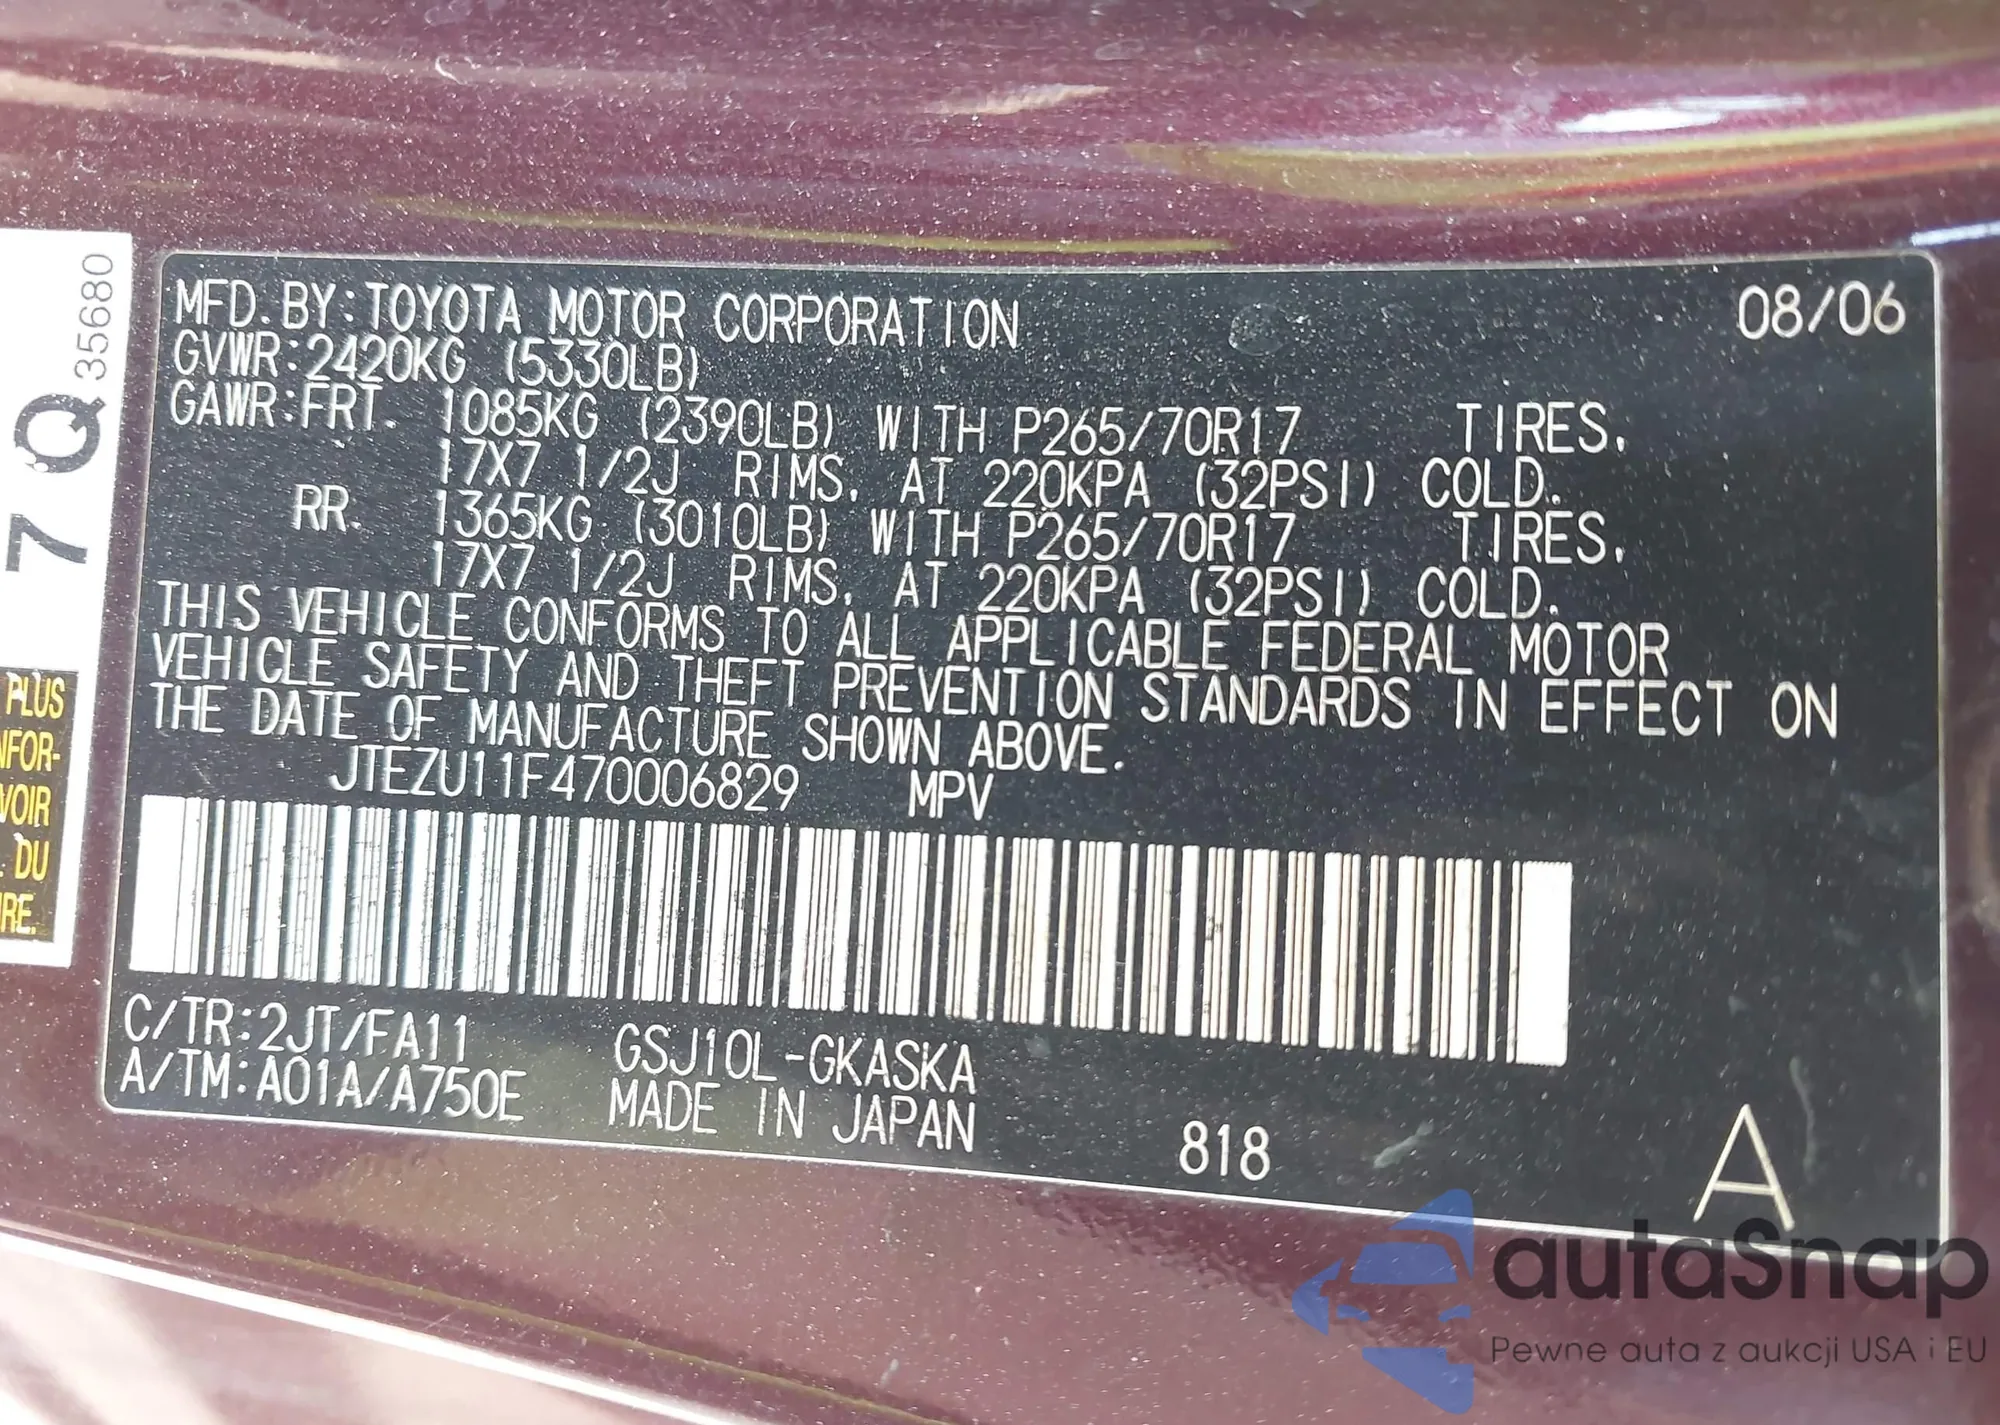 MFD. BY: TOYOTA MOTOR CORPORATION 08/06
GVWR: 2420KG (5330LB)
GAWR: FRT. 1085KG (2390LB) WITH P265/70R17 TIRES,
17X7 1/2J RIMS, AT 220KPA (32PSI) COLD.
RR. 1365KG (3010LB) WITH P265/70R17 TIRES,
17X7 1/2J RIMS, AT 220KPA (32PSI) COLD.
THIS VEHICLE CONFORMS TO ALL APPLICABLE FEDERAL MOTOR
VEHICLE SAFETY AND THEFT PREVENTION STANDARDS IN EFFECT ON
THE DATE OF MANUFACTURE SHOWN ABOVE.
JTEZU11F470006829 MPV
C/TR: 2JT/FA11 GSJ10L-GKASKA
A/TM: A01A/A750E MADE IN JAPAN
818
A
7 Q 35680
PLUS
NFOR-
VOIR
DU
RE.
autaSnap
Pewne auta z aukcji USA i EU